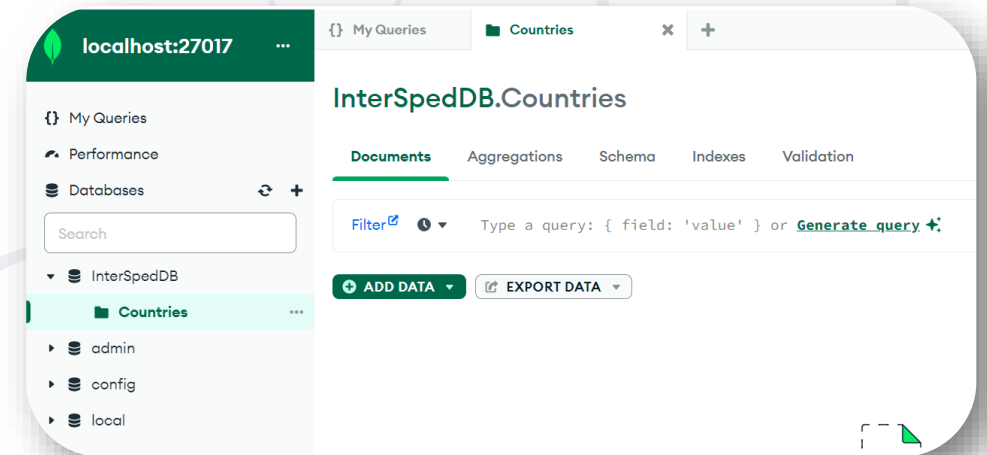 localhost:27017 ...
{} My Queries
Performance
Databases
Search
InterSpedDB
Countries ...
admin
config
local
{} My Queries
Countries
InterSpedDB.Countries
Documents Aggregations Schema Indexes Validation
Filter Type a query: { field: 'value' } or Generate query
ADD DATA EXPORT DATA